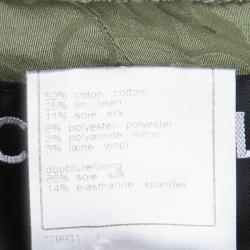 52% coton - cotton
25% lin - linen
11% soie - silk
6% polyester - polyester
3% polyamide - nylon
3% laine - wool
doublure/lining
86% soie - silk
14% elasthanne - spandex